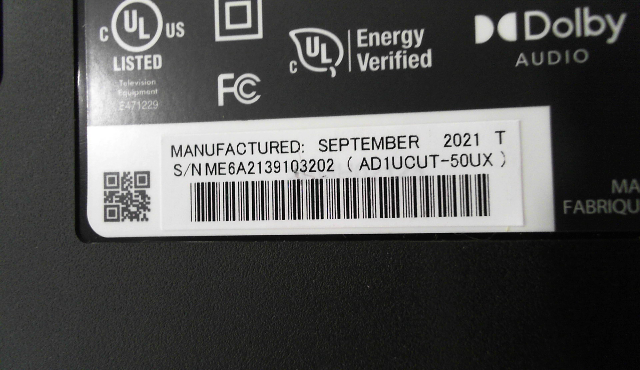 c UL US
LISTED
Television
Equipment
E471229
FC
c UL
Energy
Verified
Dolby
AUDIO
MANUFACTURED: SEPTEMBER 2021 T
S/N ME6A2139103202 ( AD1UCUT-50UX )
MA
FABRIQU